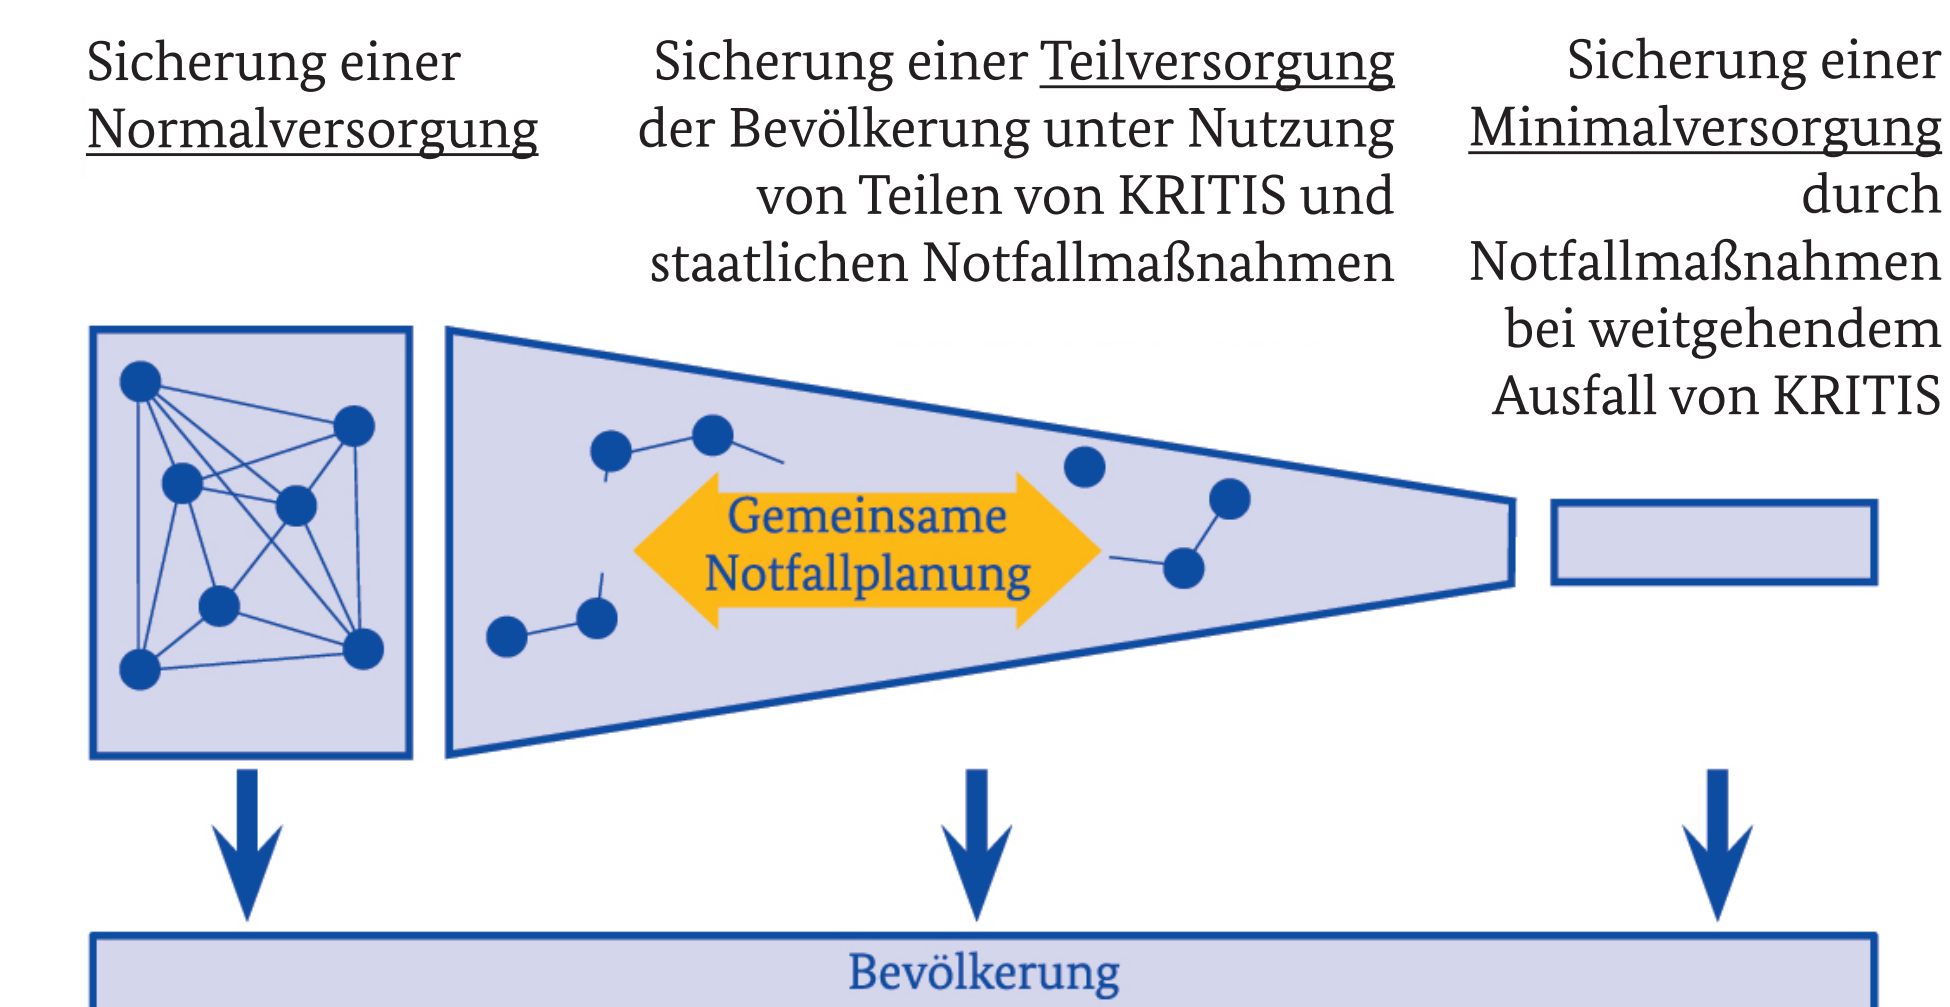 Sicherung einer
Normalversorgung
Sicherung einer Teilversorgung
der Bevölkerung unter Nutzung
von Teilen von KRITIS und
staatlichen Notfallmaßnahmen
Sicherung einer
Minimalversorgung
durch
Notfallmaßnahmen
bei weitgehendem
Ausfall von KRITIS
Gemeinsame
Notfallplanung
Bevölkerung